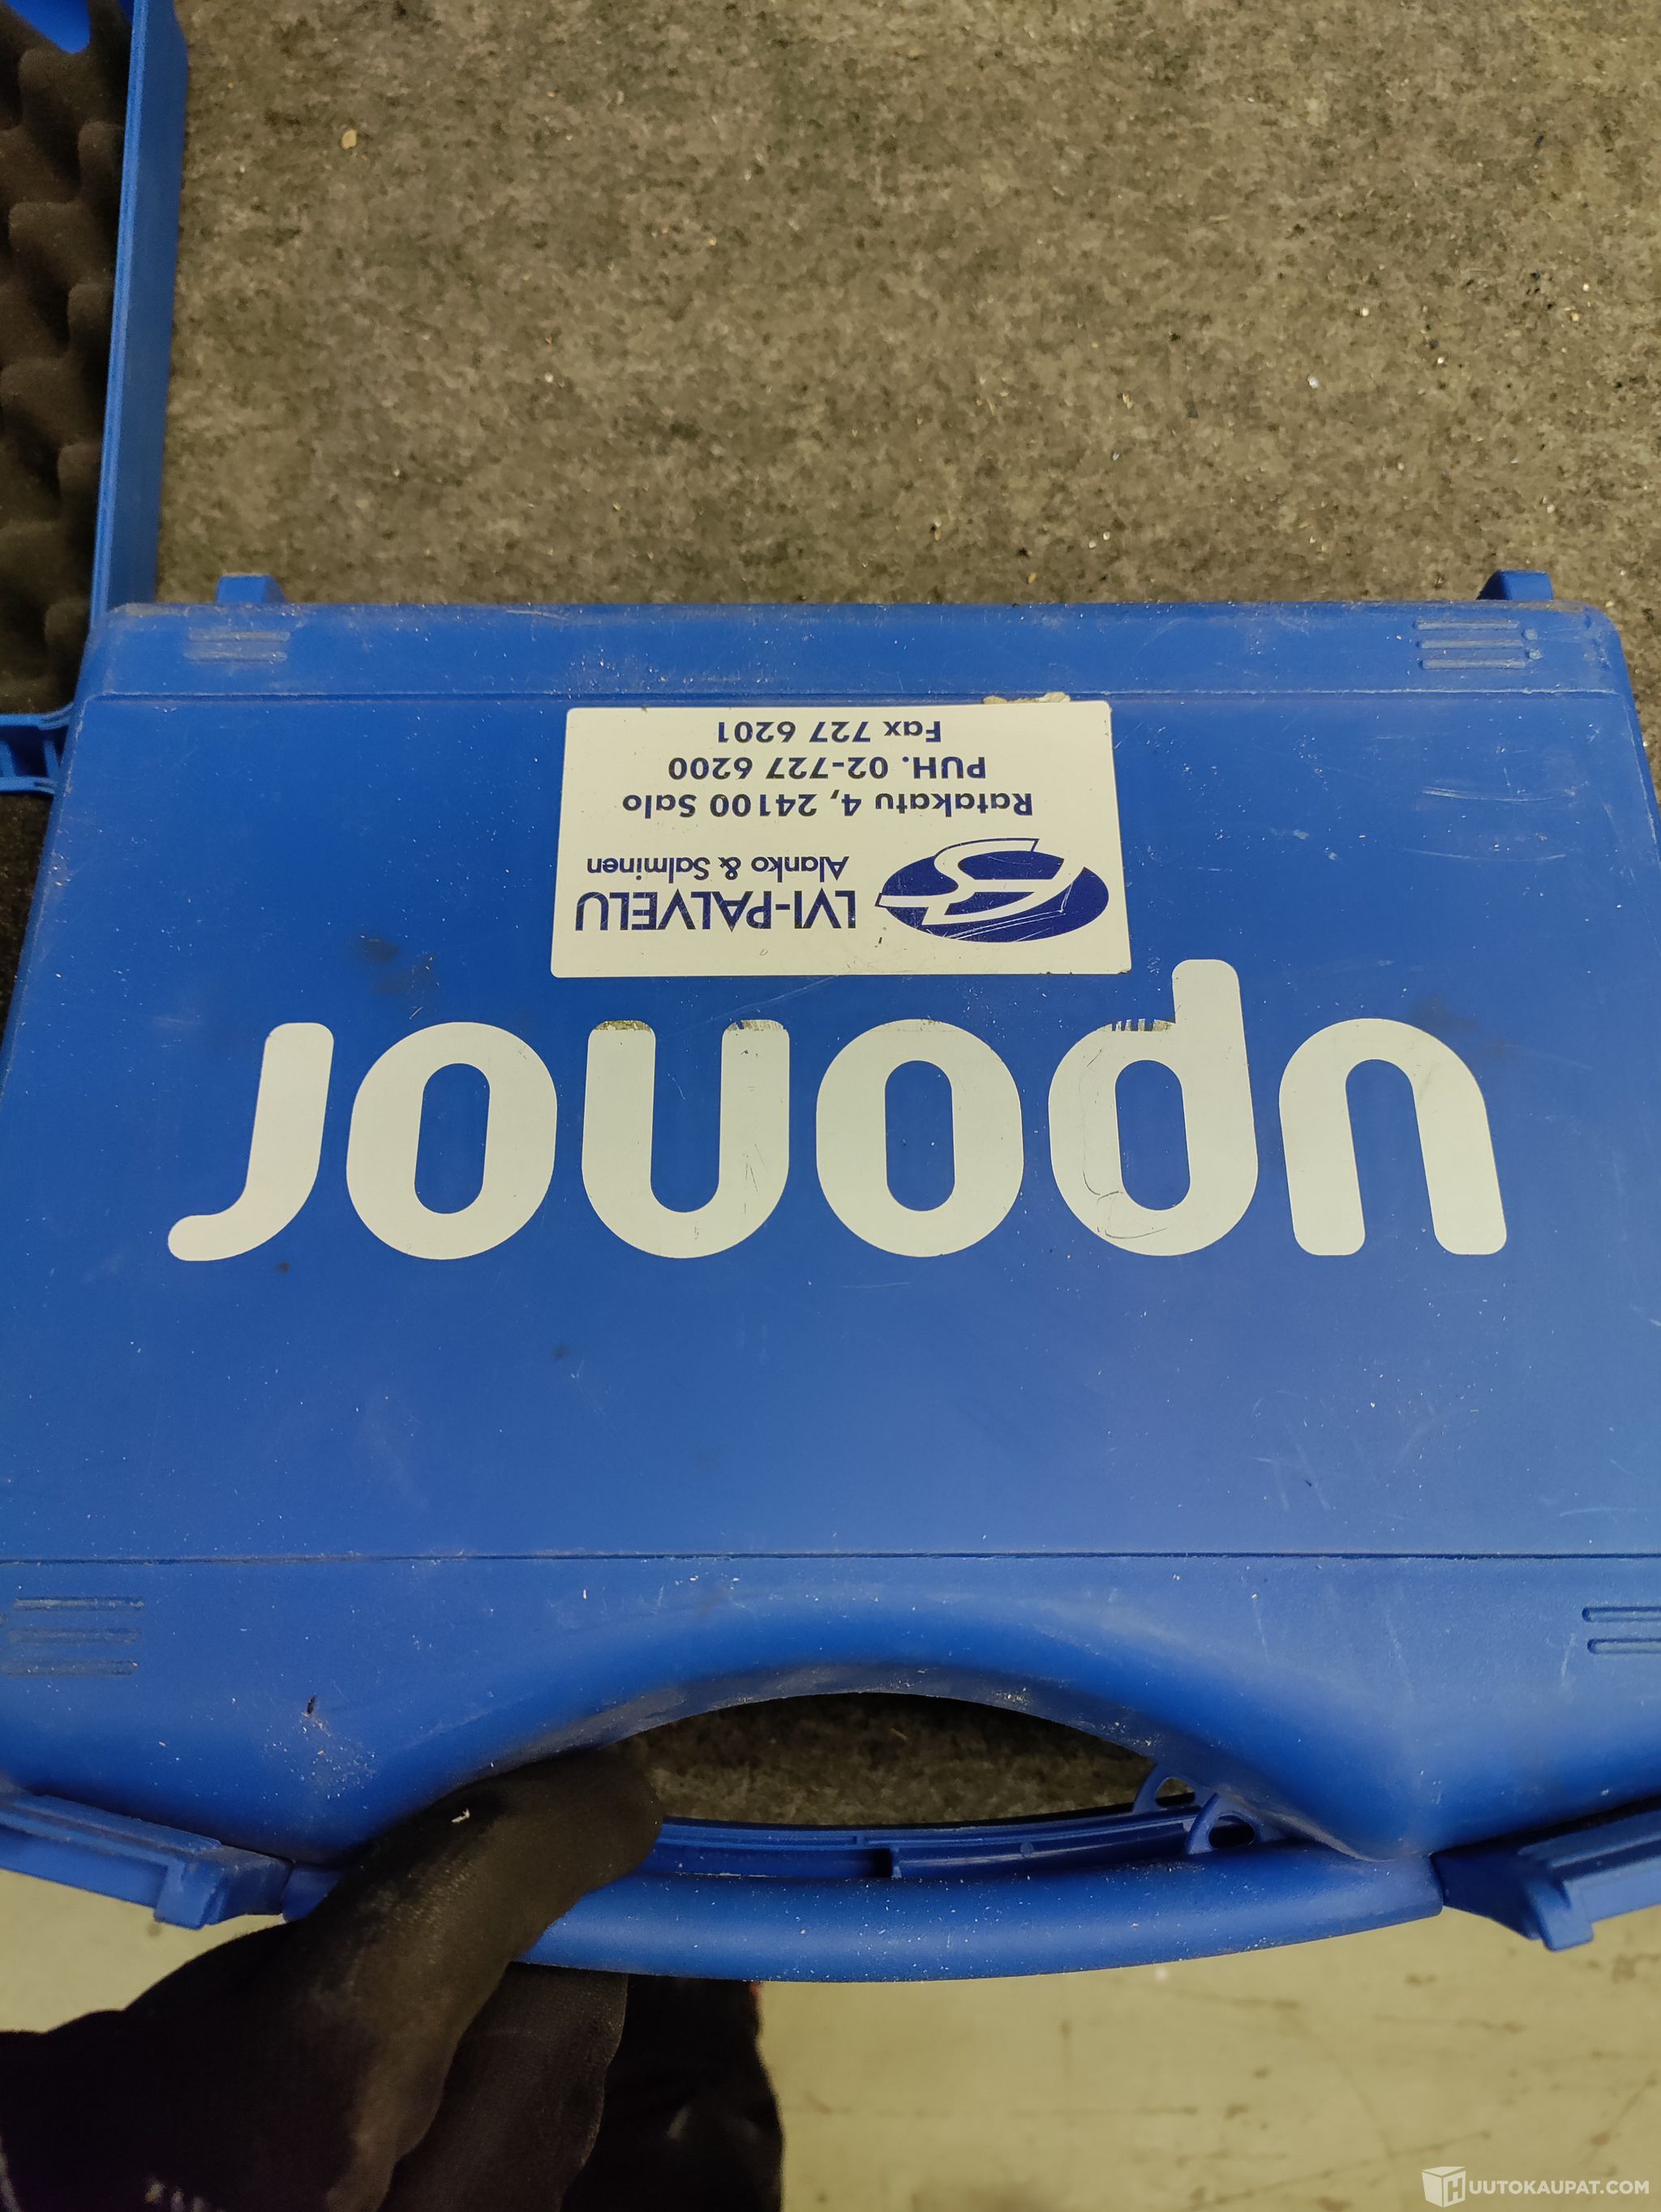 uponor
LVI-PALVELU
Alanko & Salminen
Ratakatu 4, 24100 Salo
PUH. 02-727 6200
Fax 727 6201
HUUTOKAUPAT.COM